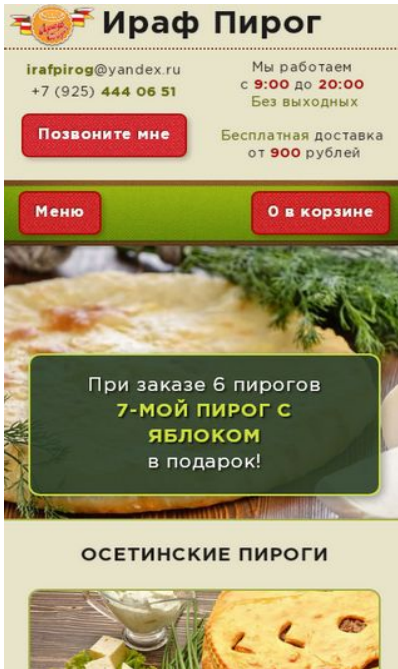 Ираф Пирог
irafpirog@yandex.ru
+7 (925) 444 06 51
Позвоните мне
Мы работаем
с 9:00 до 20:00
Без выходных
Бесплатная доставка
от 900 рублей
Меню
0 в корзине
При заказе 6 пирогов
7-МОЙ ПИРОГ С
ЯБЛОКОМ
в подарок!
ОСЕТИНСКИЕ ПИРОГИ